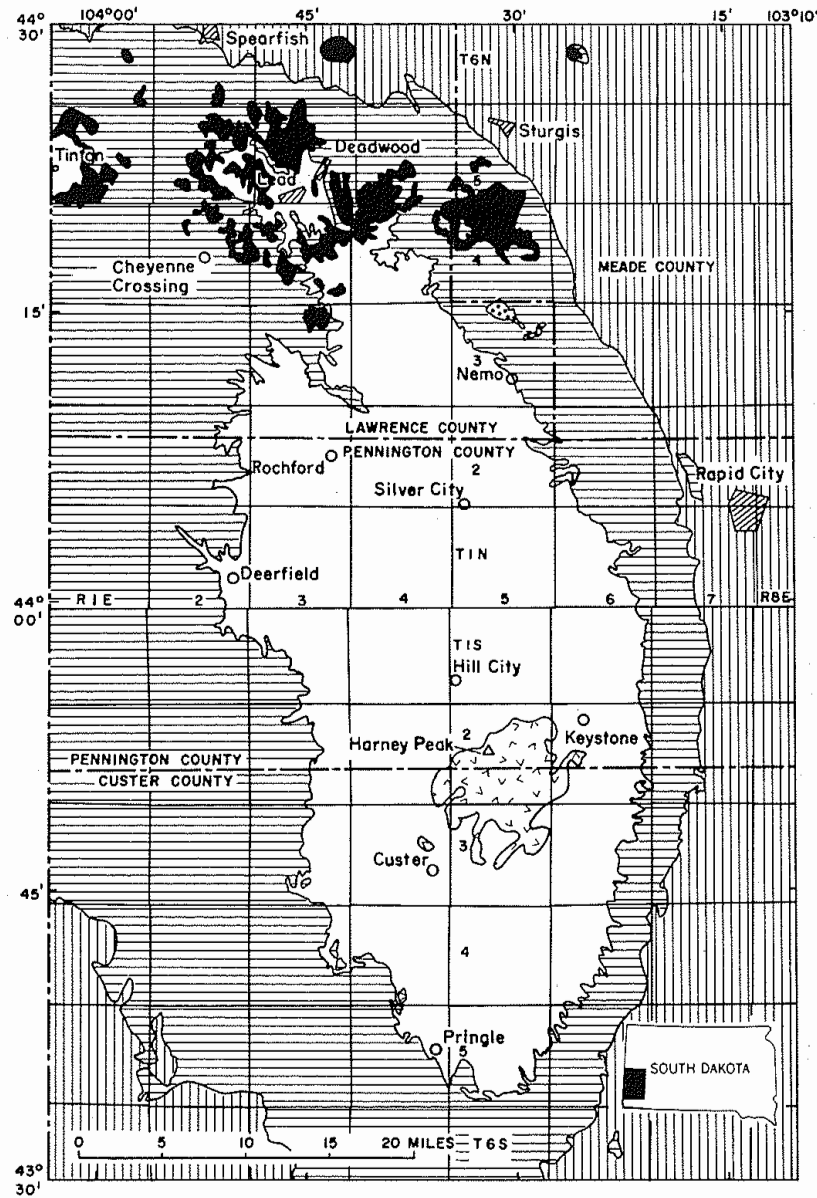 104°00' 45' 30' 15' 103°10'
44°
30'
Spearfish
T6N
Sturgis
Deadwood
Tinton
Lead
5
Cheyenne
Crossing
4
MEADE COUNTY
15'
3
Nemo
LAWRENCE COUNTY
PENNINGTON COUNTY
Rochford
2
Rapid City
Silver City
T1N
Deerfield
44°
00'
R1E 2 3 4 5 6 7 R8E
T1S
Hill City
2
Harney Peak
Keystone
PENNINGTON COUNTY
CUSTER COUNTY
3
Custer
45'
4
Pringle
5
SOUTH DAKOTA
0 5 10 15 20 MILES
T6S
43°
30'